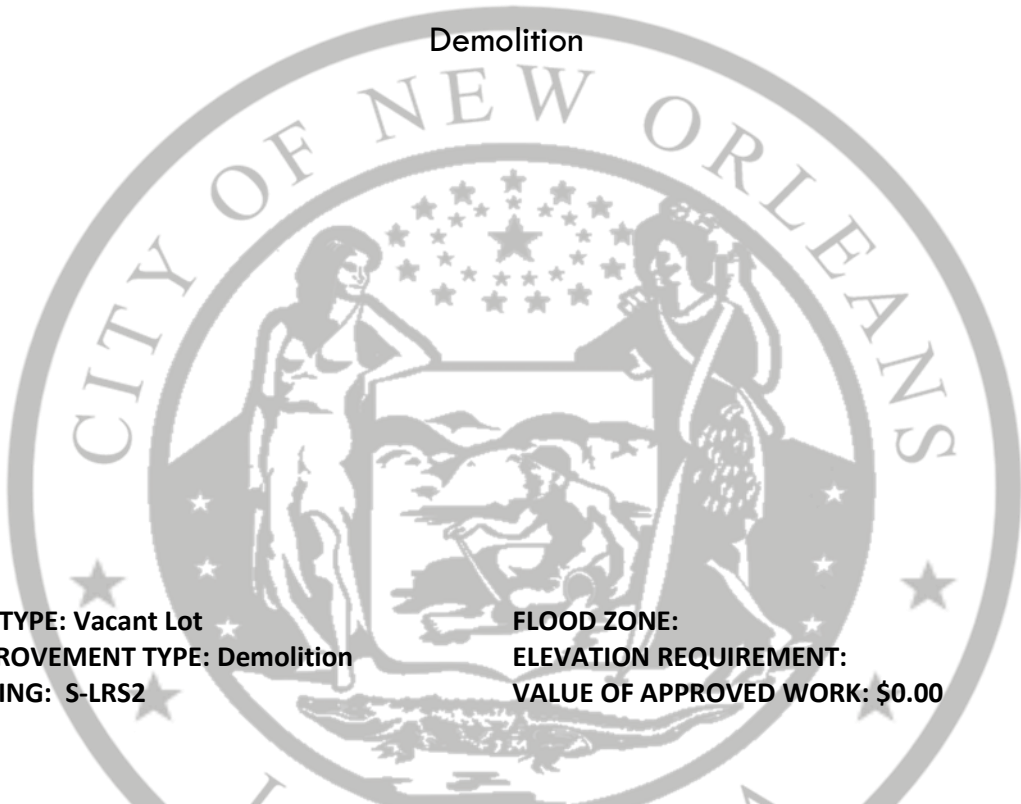 Demolition
CITY OF NEW ORLEANS
TYPE: Vacant Lot
ROVEMENT TYPE: Demolition
ING: S-LRS2
FLOOD ZONE:
ELEVATION REQUIREMENT:
VALUE OF APPROVED WORK: $0.00